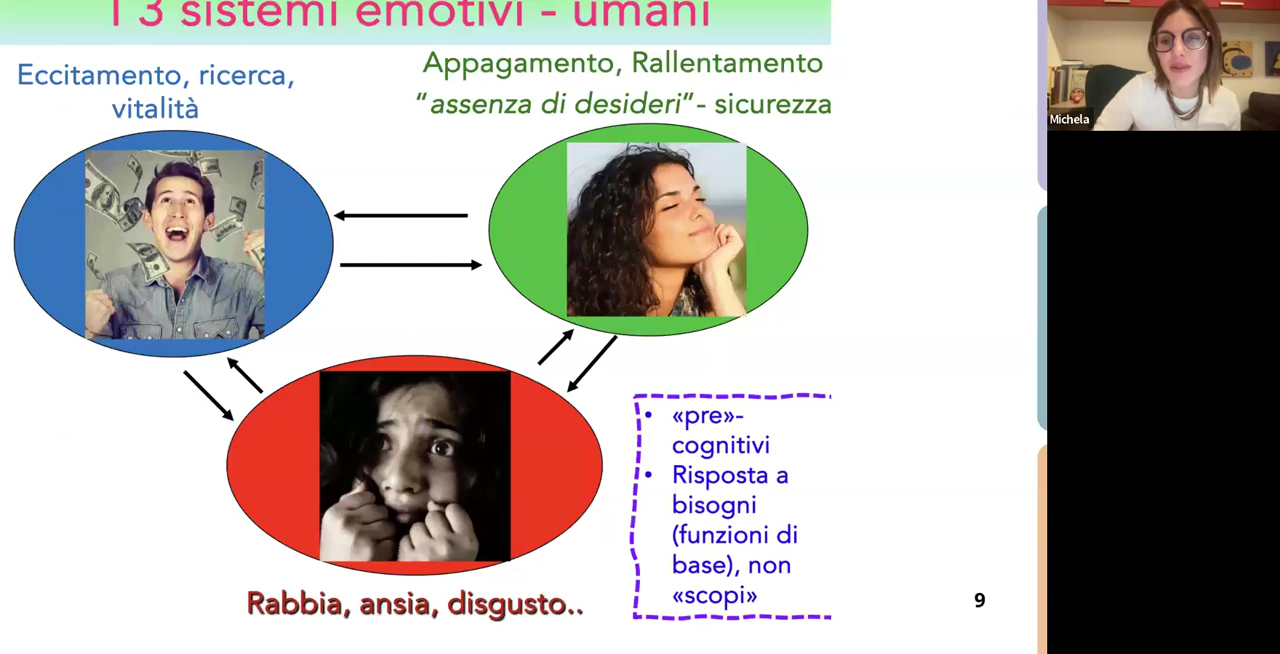 I 3 sistemi emotivi - umani
Eccitamento, ricerca,
vitalità
Appagamento, Rallentamento
“assenza di desideri”- sicurezza
Rabbia, ansia, disgusto..
• «pre»-
cognitivi
• Risposta a
bisogni
(funzioni di
base), non
«scopi»
9
Michela